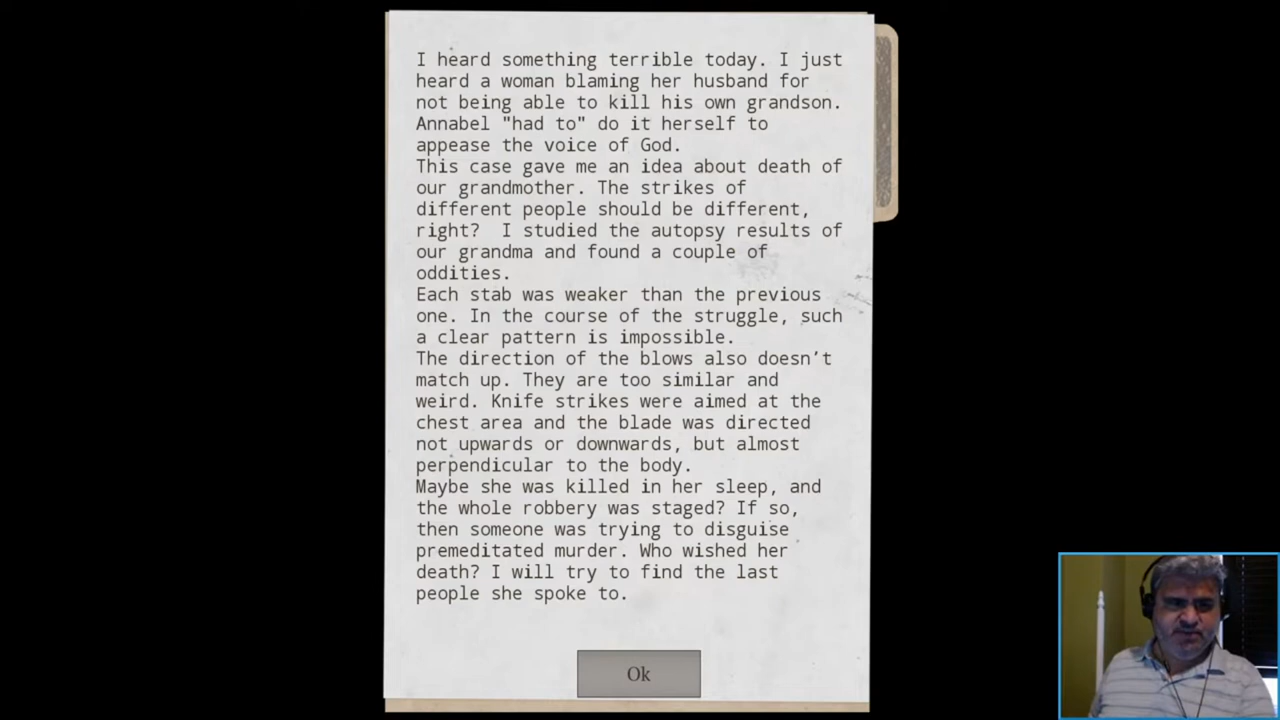 I heard something terrible today. I just
heard a woman blaming her husband for
not being able to kill his own grandson.
Annabel "had to" do it herself to
appease the voice of God.
This case gave me an idea about death of
our grandmother. The strikes of
different people should be different,
right?  I studied the autopsy results of
our grandma and found a couple of
oddities.
Each stab was weaker than the previous
one. In the course of the struggle, such
a clear pattern is impossible.
The direction of the blows also doesn’t
match up. They are too similar and
weird. Knife strikes were aimed at the
chest area and the blade was directed
not upwards or downwards, but almost
perpendicular to the body.
Maybe she was killed in her sleep, and
the whole robbery was staged? If so,
then someone was trying to disguise
premeditated murder. Who wished her
death? I will try to find the last
people she spoke to.
Ok